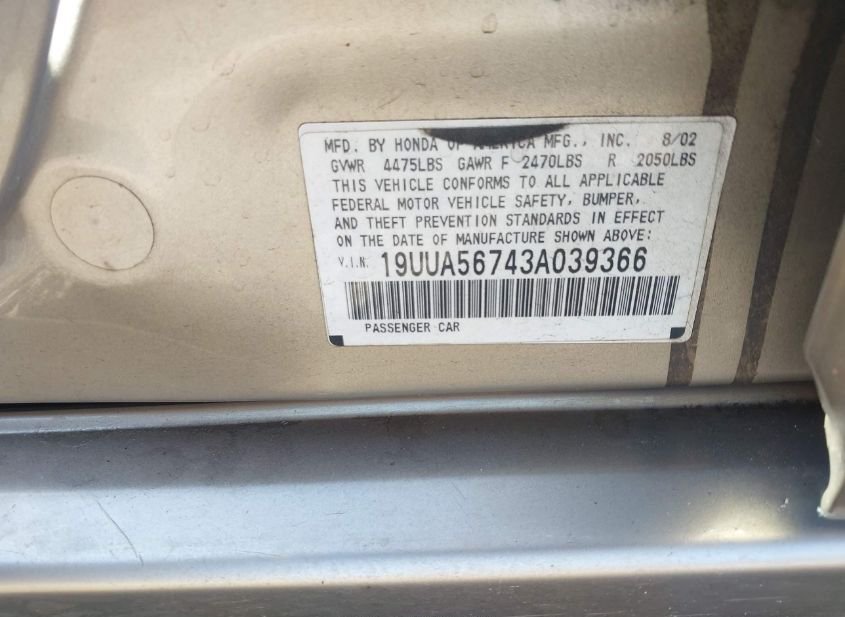 MFD. BY HONDA OF AMERICA MFG., INC. 8/02
GVWR 4475LBS GAWR F 2470LBS R 2050LBS
THIS VEHICLE CONFORMS TO ALL APPLICABLE
FEDERAL MOTOR VEHICLE SAFETY, BUMPER,
AND THEFT PREVENTION STANDARDS IN EFFECT
ON THE DATE OF MANUFACTURE SHOWN ABOVE:
V.I.N. 19UUA56743A039366
PASSENGER CAR